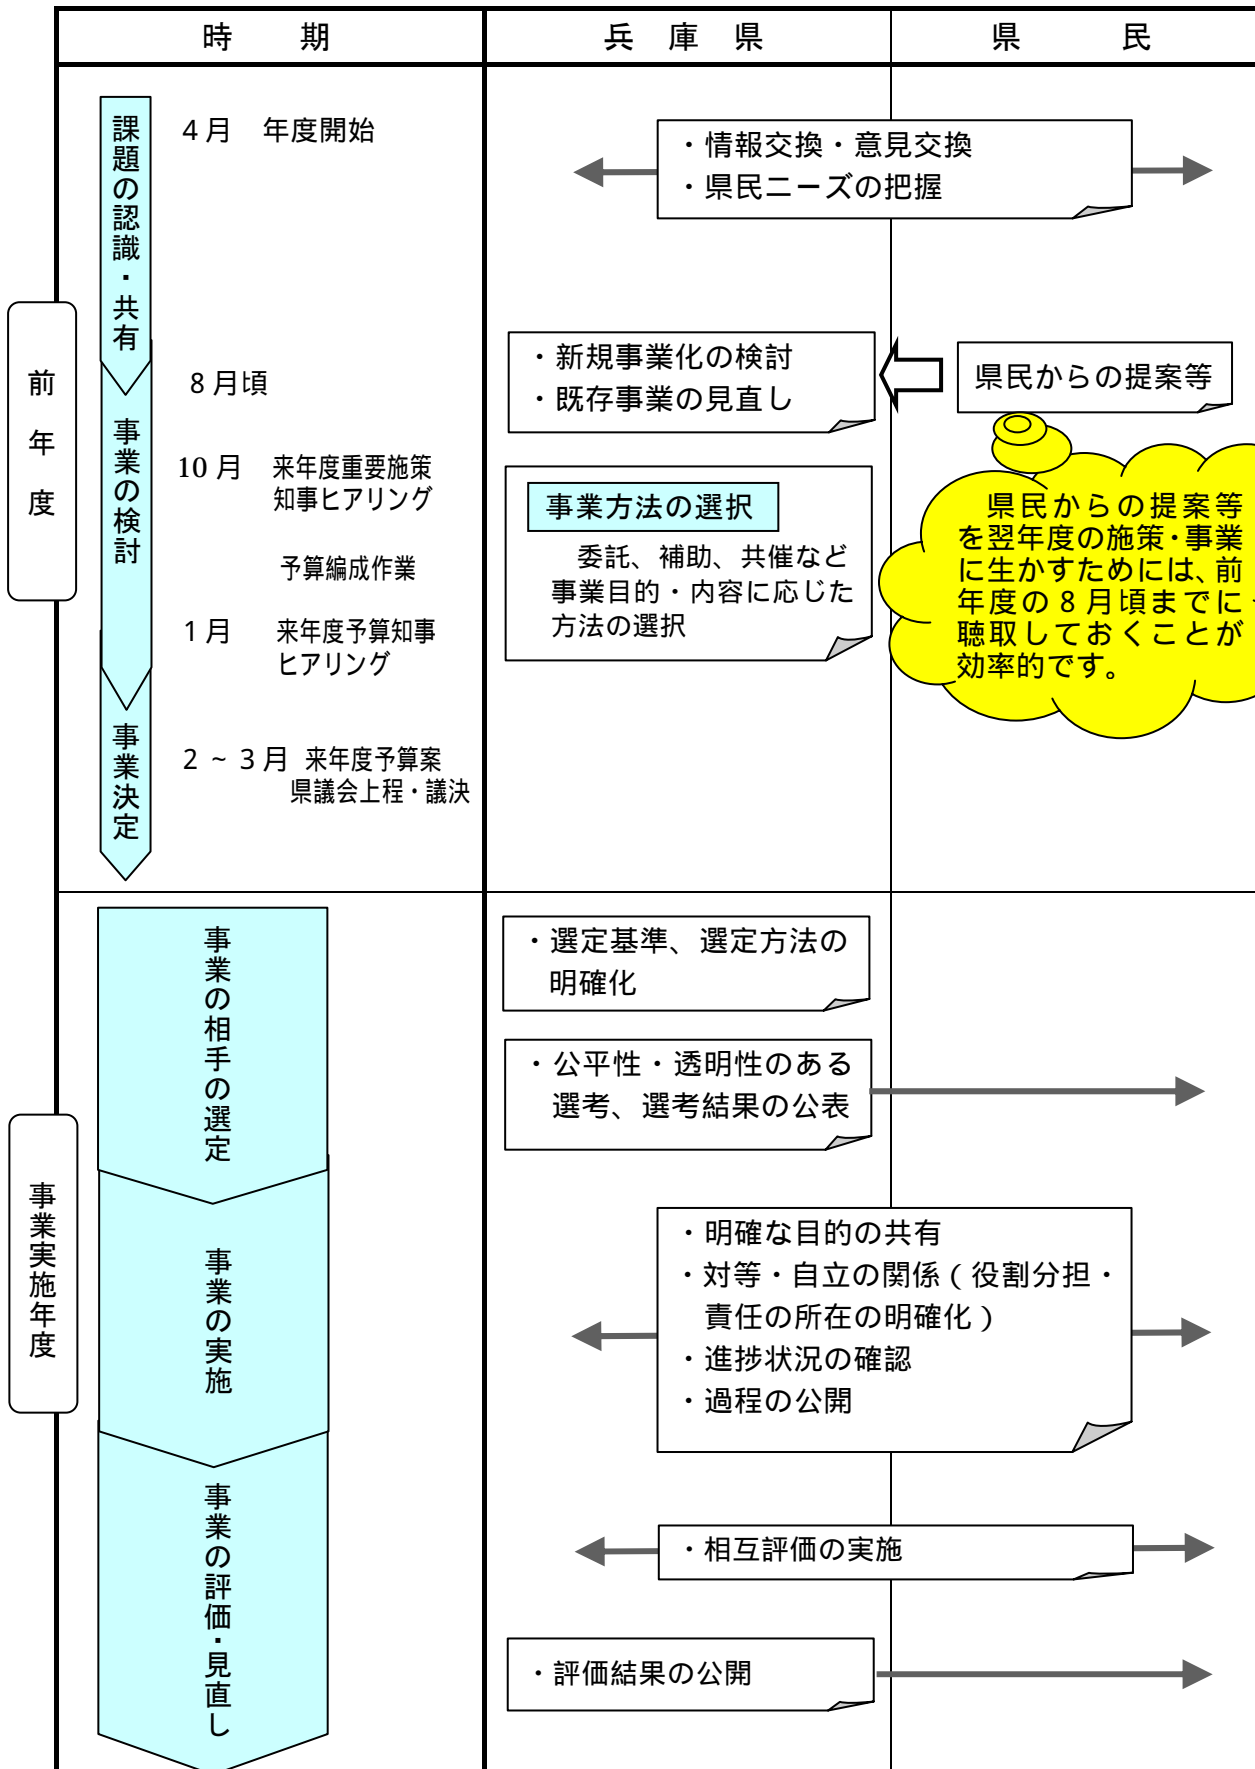 時　期
兵　庫　県
県　民
前年度
課題の認識・共有
4月　年度開始
・情報交換・意見交換
・県民ニーズの把握
8月頃
・新規事業化の検討
・既存事業の見直し
県民からの提案等
事業の検討
10月　来年度重要施策
知事ヒアリング
予算編成作業
1月　来年度予算知事
ヒアリング
事業方法の選択
委託、補助、共催など
事業目的・内容に応じた
方法の選択
県民からの提案等
を翌年度の施策・事業
に生かすためには、前
年度の8月頃までに
聴取しておくことが
効率的です。
事業決定
2～3月　来年度予算案
県議会上程・議決
事業実施年度
事業の相手の選定
・選定基準、選定方法の
明確化
・公平性・透明性のある
選考、選考結果の公表
事業の実施
・明確な目的の共有
・対等・自立の関係（役割分担・
責任の所在の明確化）
・進捗状況の確認
・過程の公開
事業の評価・見直し
・相互評価の実施
・評価結果の公開